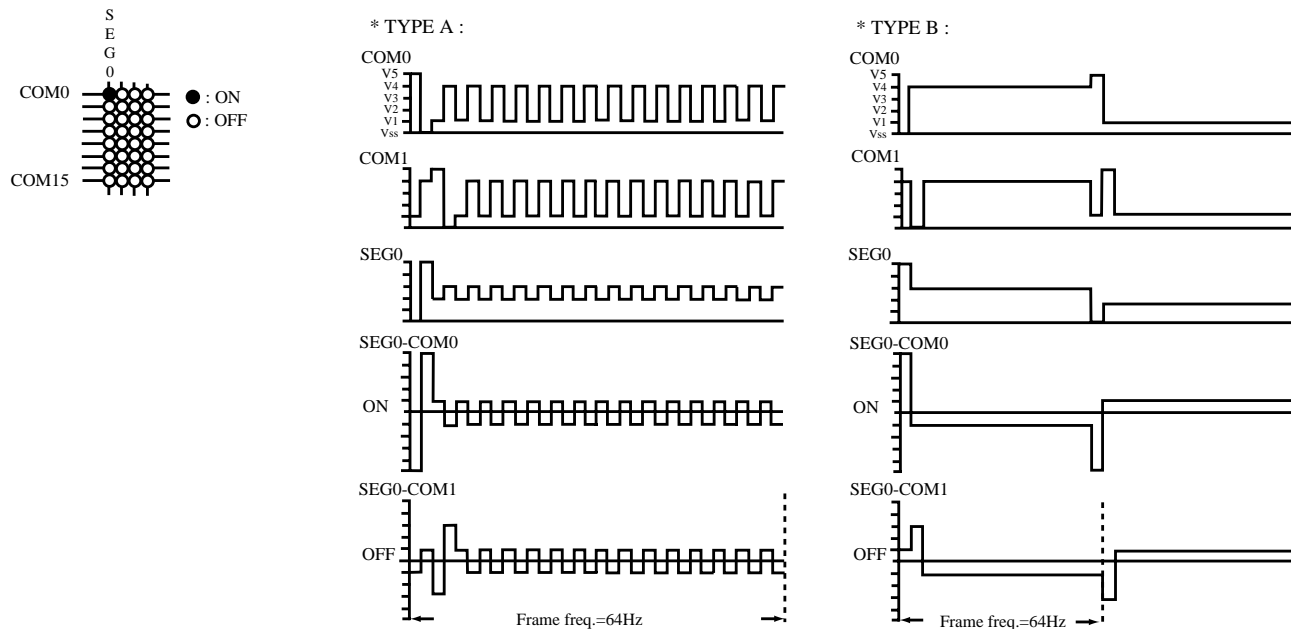 S
E
G
0
COM0
COM15
: ON
: OFF
* TYPE A :
COM0
V5
V4
V3
V2
V1
Vss
COM1
SEG0
SEG0-COM0
ON
SEG0-COM1
OFF
Frame freq.=64Hz
* TYPE B :
COM0
V5
V4
V3
V2
V1
Vss
COM1
SEG0
SEG0-COM0
ON
SEG0-COM1
OFF
Frame freq.=64Hz